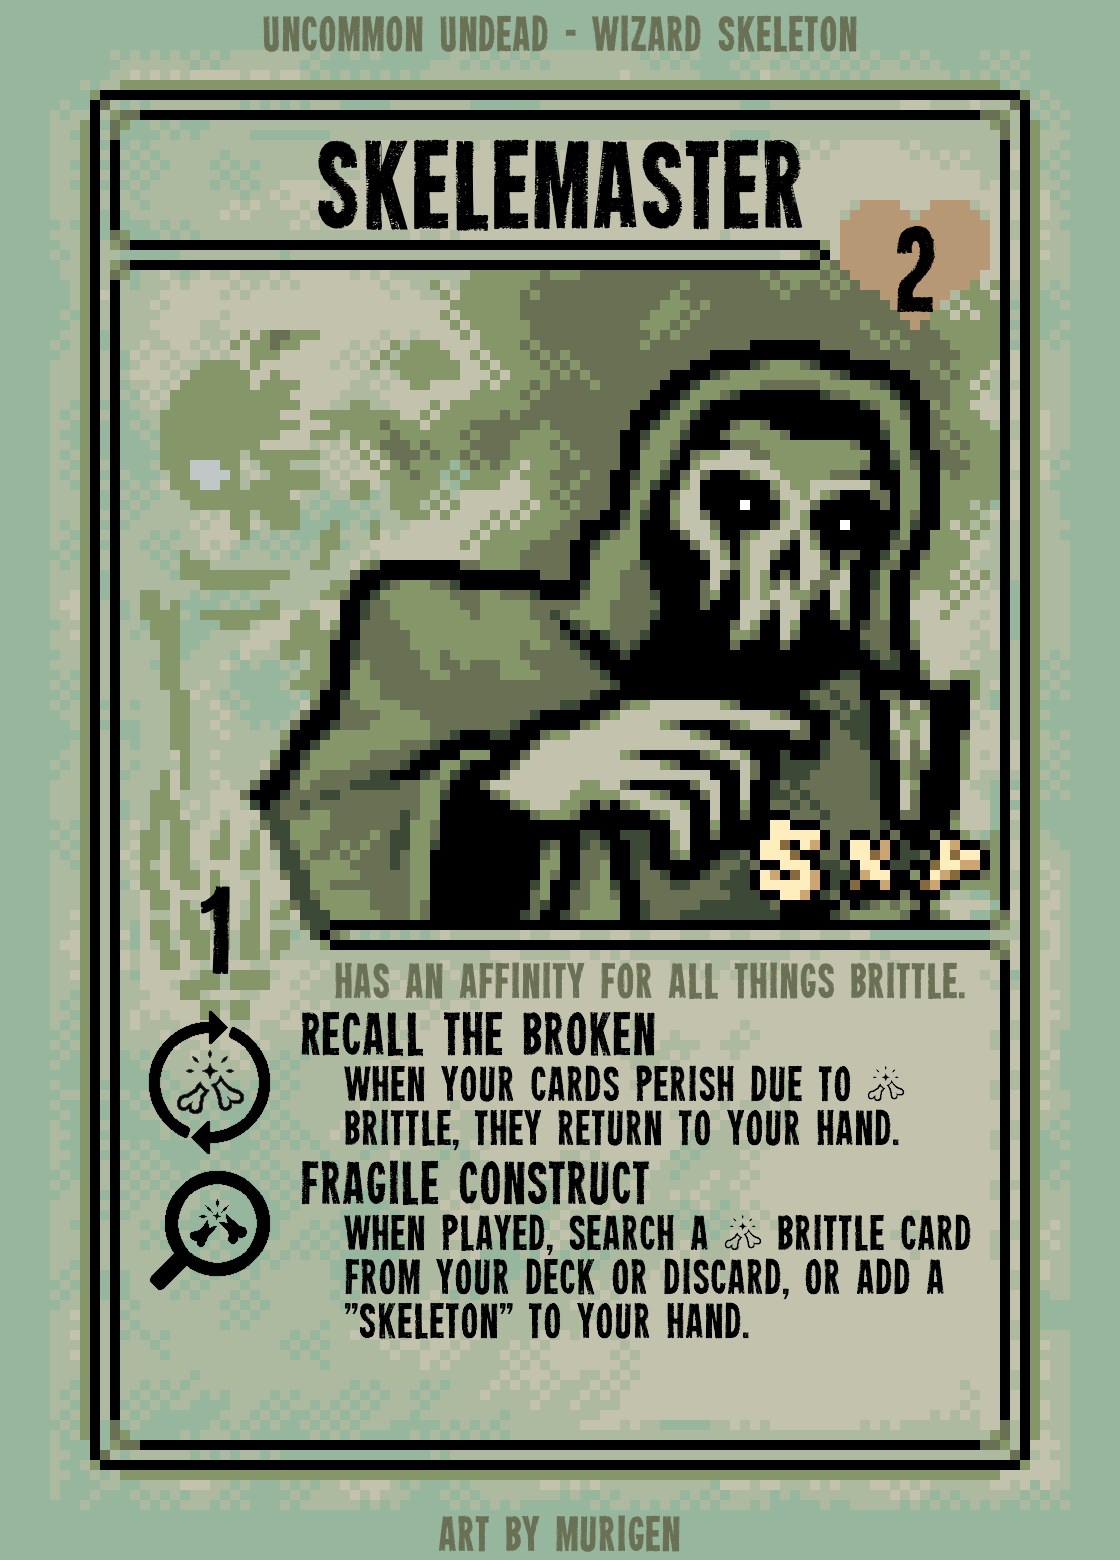 UNCOMMON UNDEAD - WIZARD SKELETON
SKELEMASTER
2
S x y
1
HAS AN AFFINITY FOR ALL THINGS BRITTLE.
RECALL THE BROKEN
WHEN YOUR CARDS PERISH DUE TO
BRITTLE, THEY RETURN TO YOUR HAND.
FRAGILE CONSTRUCT
WHEN PLAYED, SEARCH A BRITTLE CARD
FROM YOUR DECK OR DISCARD, OR ADD A
"SKELETON" TO YOUR HAND.
ART BY MURIGEN